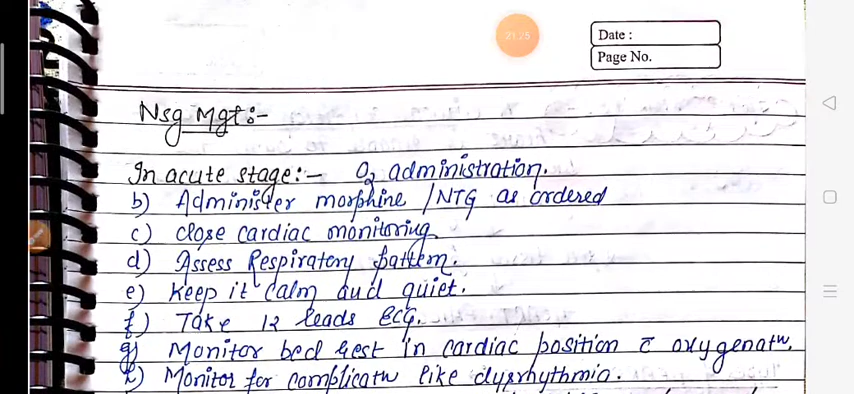 21:25
Date :
Page No.
Nsg Mgt:-
In acute stage:- O2 administration.
b) Administer morphine /NTG as ordered
c) close cardiac monitoring
d) Assess Respiratory pattern.
e) Keep it calm and quiet.
f) Take 12 leads ECG.
g) Monitor bed rest in cardiac position c̄ oxygenatn.
h) Monitor for complicatn like dysrhythmia.